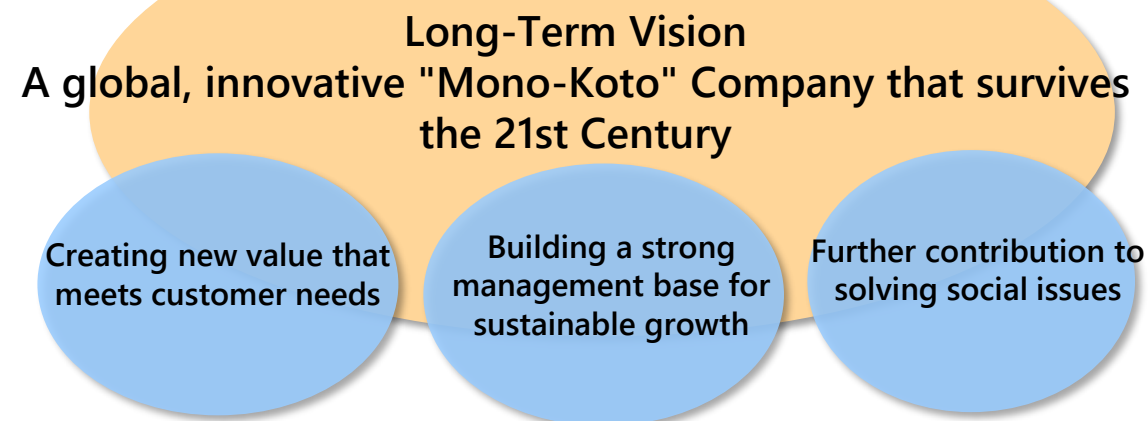 Long-Term Vision
A global, innovative "Mono-Koto" Company that survives
the 21st Century
Creating new value that
meets customer needs
Building a strong
management base for
sustainable growth
Further contribution to
solving social issues